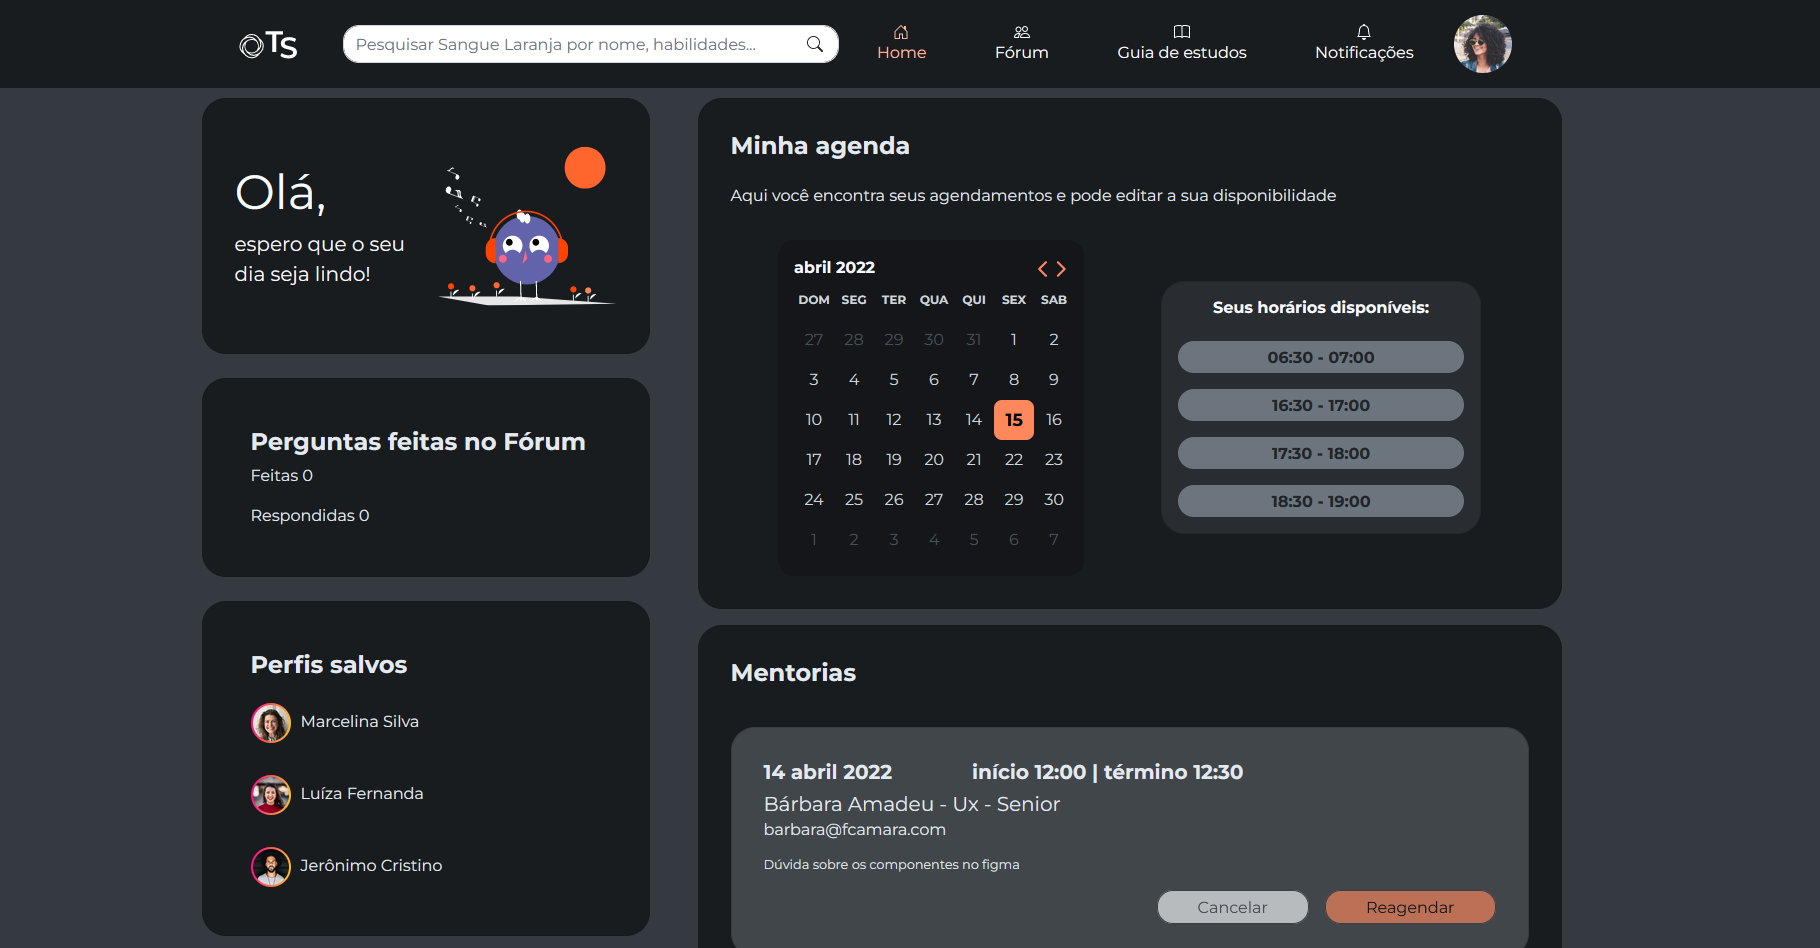 Ts
Pesquisar Sangue Laranja por nome, habilidades...
Home
Fórum
Guia de estudos
Notificações
Olá,
espero que o seu
dia seja lindo!
Perguntas feitas no Fórum
Feitas 0
Respondidas 0
Perfis salvos
Marcelina Silva
Luíza Fernanda
Jerônimo Cristino
Minha agenda
Aqui você encontra seus agendamentos e pode editar a sua disponibilidade
abril 2022
DOM SEG TER QUA QUI SEX SAB
27 28 29 30 31 1 2
3 4 5 6 7 8 9
10 11 12 13 14 15 16
17 18 19 20 21 22 23
24 25 26 27 28 29 30
1 2 3 4 5 6 7
Seus horários disponíveis:
06:30 - 07:00
16:30 - 17:00
17:30 - 18:00
18:30 - 19:00
Mentorias
14 abril 2022 início 12:00 | término 12:30
Bárbara Amadeu - Ux - Senior
barbara@fcamara.com
Dúvida sobre os componentes no figma
Cancelar
Reagendar